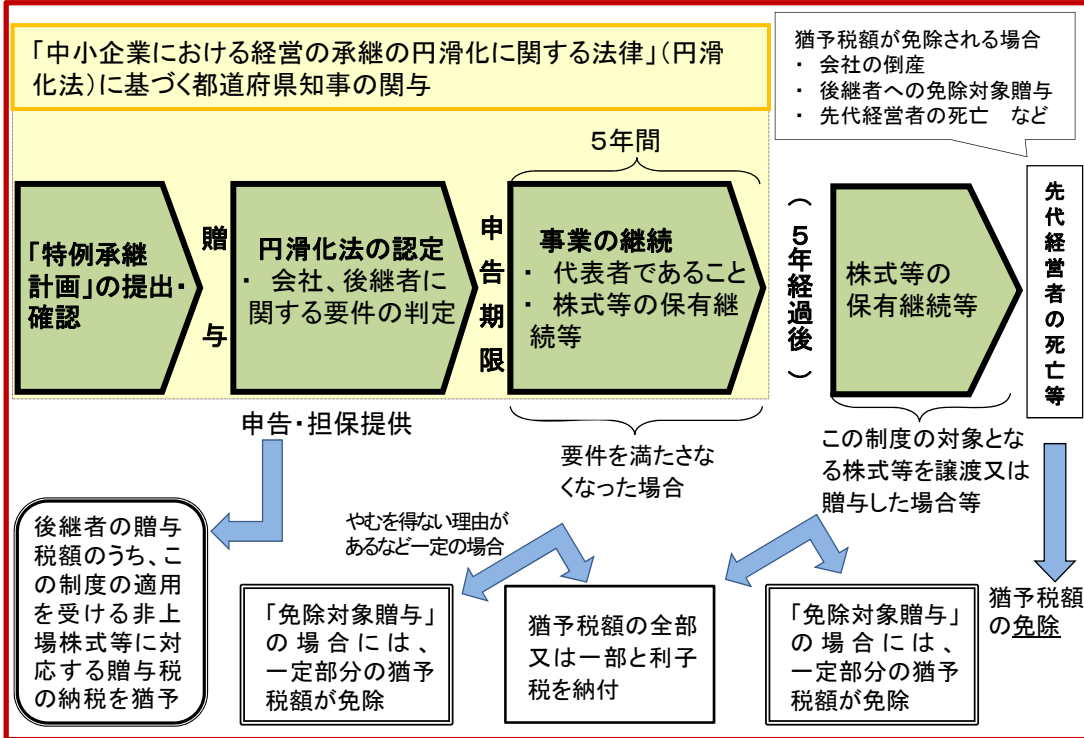 「中小企業における経営の承継の円滑化に関する法律」（円滑
化法）に基づく都道府県知事の関与
猶予税額が免除される場合
・ 会社の倒産
・ 後継者への免除対象贈与
・ 先代経営者の死亡 など
5年間
「特例承継
計画」の提出・
確認
贈与
円滑化法の認定
・ 会社、後継者に
関する要件の判定
申告期限
事業の継続
・ 代表者であること
・ 株式等の保有継
続等
（5年経過後）
株式等の
保有継続等
先代経営者の死亡等
申告・担保提供
要件を満たさな
くなった場合
この制度の対象とな
る株式等を譲渡又は
贈与した場合等
後継者の贈与
税額のうち、こ
の制度の適用
を受ける非上
場株式等に対
応する贈与税
の納税を猶予
やむを得ない理由が
あるなど一定の場合
「免除対象贈与」
の場合には、
一定部分の猶予
税額が免除
猶予税額の全部
又は一部と利子
税を納付
「免除対象贈与」
の場合には、
一定部分の猶予
税額が免除
猶予税額
の免除